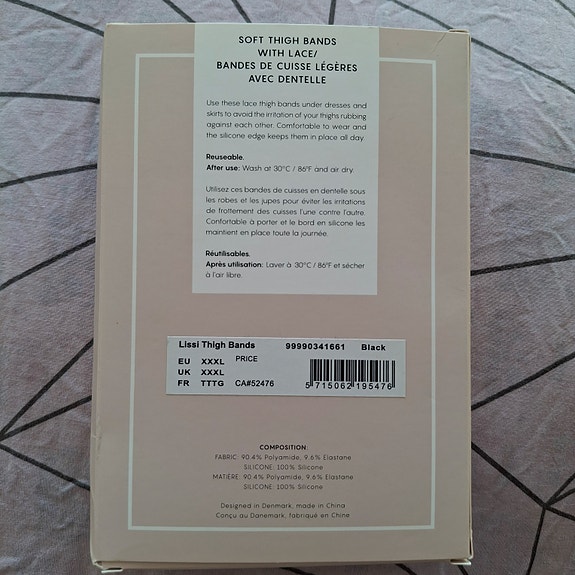 SOFT THIGH BANDS
WITH LACE/
BANDES DE CUISSE LÉGÈRES
AVEC DENTELLE
Use these lace thigh bands under dresses and
skirts to avoid the irritation of your thighs rubbing
against each other. Comfortable to wear and
the silicone edge keeps them in place all day.
Reuseable.
After use: Wash at 30°C / 86°F and air dry.
Utilizez ces bandes de cuisses en dentelle sous
les robes et les jupes pour éviter les irritations
de frottement des cuisses l'une contre l'autre.
Confortable à porter et le bord en silicone les
maintient en place toute la journée.
Réutilisables.
Après utilisation: Laver à 30°C / 86°F et sécher
à l'air libre.
Lissi Thigh Bands 99990341661 Black
EU XXXL PRICE
UK XXXL
FR TTTG CA#52476
5 715062 195476
COMPOSITION
FABRIC: 90.4% Polyamide, 9.6% Elastane
SILICONE: 100% Silicone
MATIÈRE: 90.4% Polyamide, 9.6% Elastane
SILICONE: 100% Silicone
Designed in Denmark, made in China
Conçu au Danemark, fabriqué en Chine